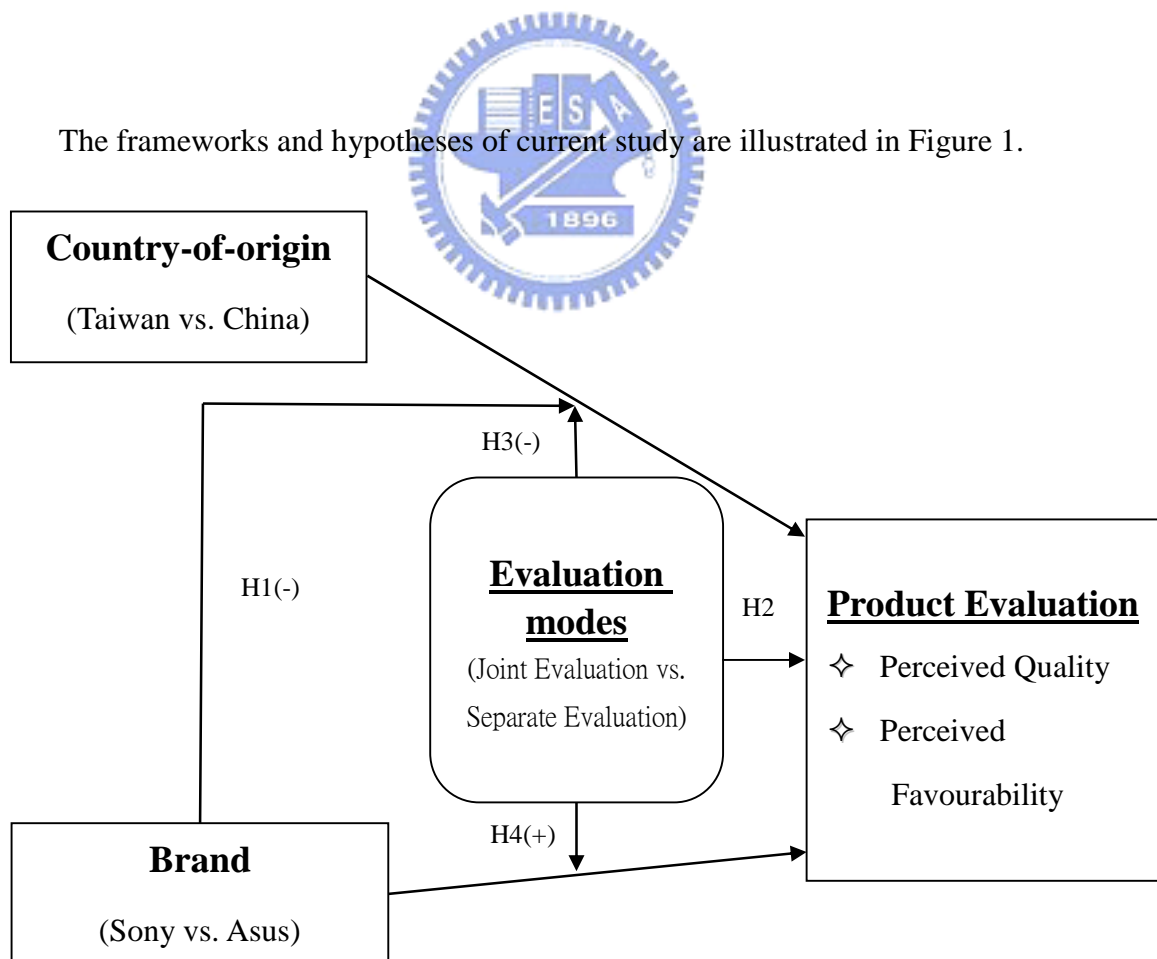 E S A
1896
The frameworks and hypotheses of current study are illustrated in Figure 1.
Country-of-origin
(Taiwan vs. China)
H3(-)
H1(-)
Evaluation
modes
(Joint Evaluation vs.
Separate Evaluation)
H2
Product Evaluation
✧ Perceived Quality
✧ Perceived
Favourability
H4(+)
Brand
(Sony vs. Asus)